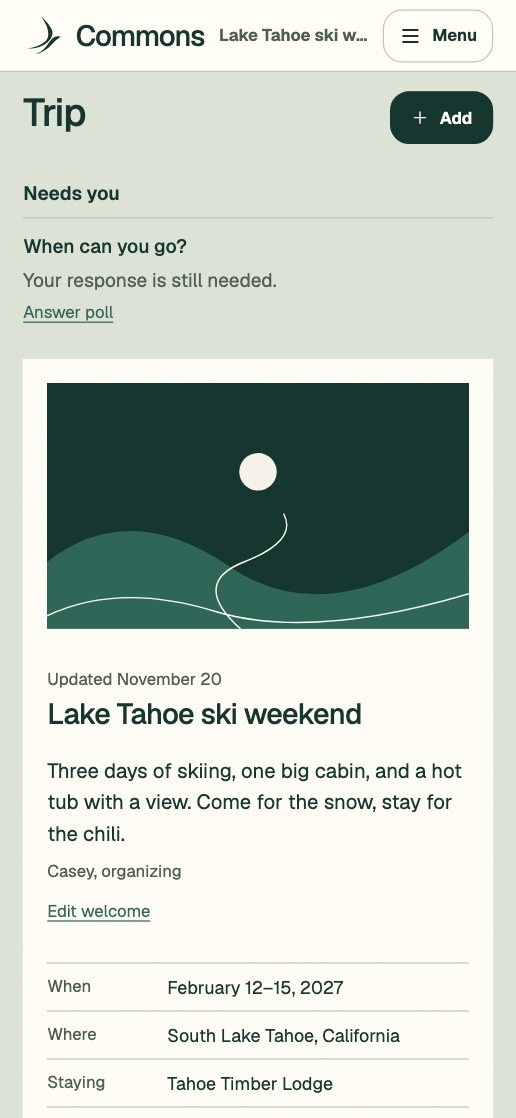 Commons
Lake Tahoe ski w...
Menu
Trip
Add
Needs you
When can you go?
Your response is still needed.
Answer poll
Updated November 20
Lake Tahoe ski weekend
Three days of skiing, one big cabin, and a hot
tub with a view. Come for the snow, stay for
the chili.
Casey, organizing
Edit welcome
When
February 12–15, 2027
Where
South Lake Tahoe, California
Staying
Tahoe Timber Lodge